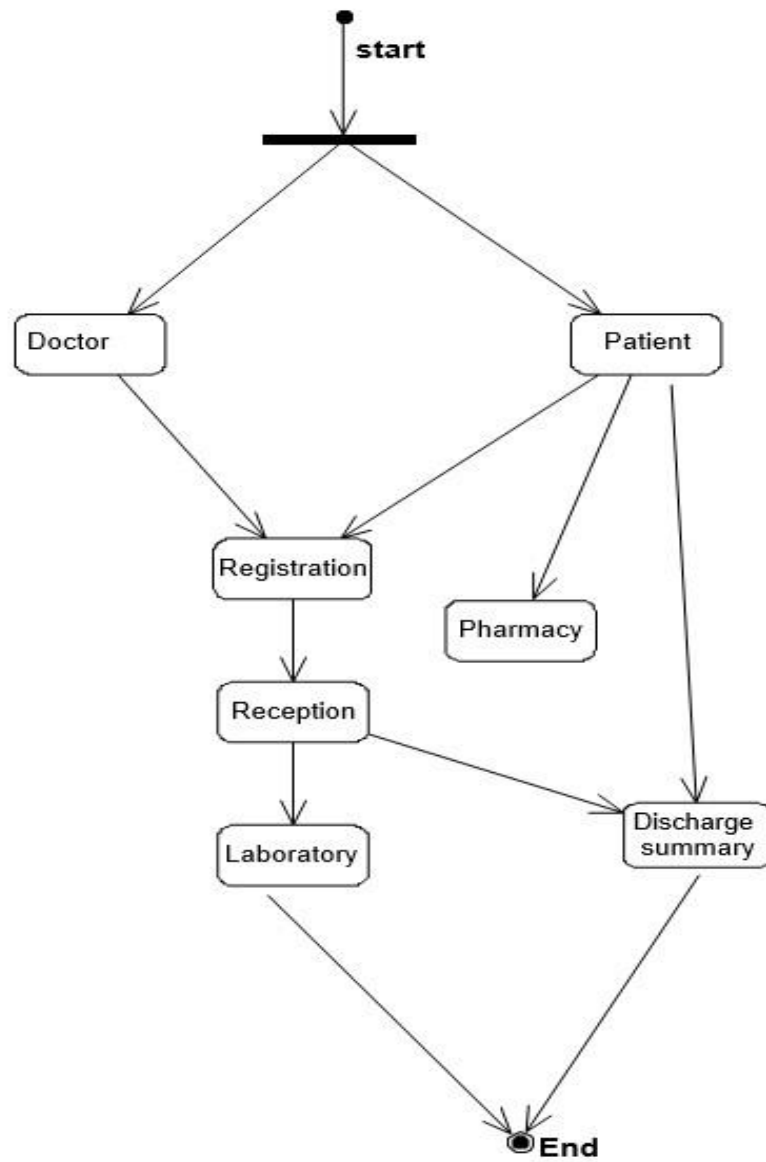 start
Doctor
Patient
Registration
Pharmacy
Reception
Discharge
summary
Laboratory
End